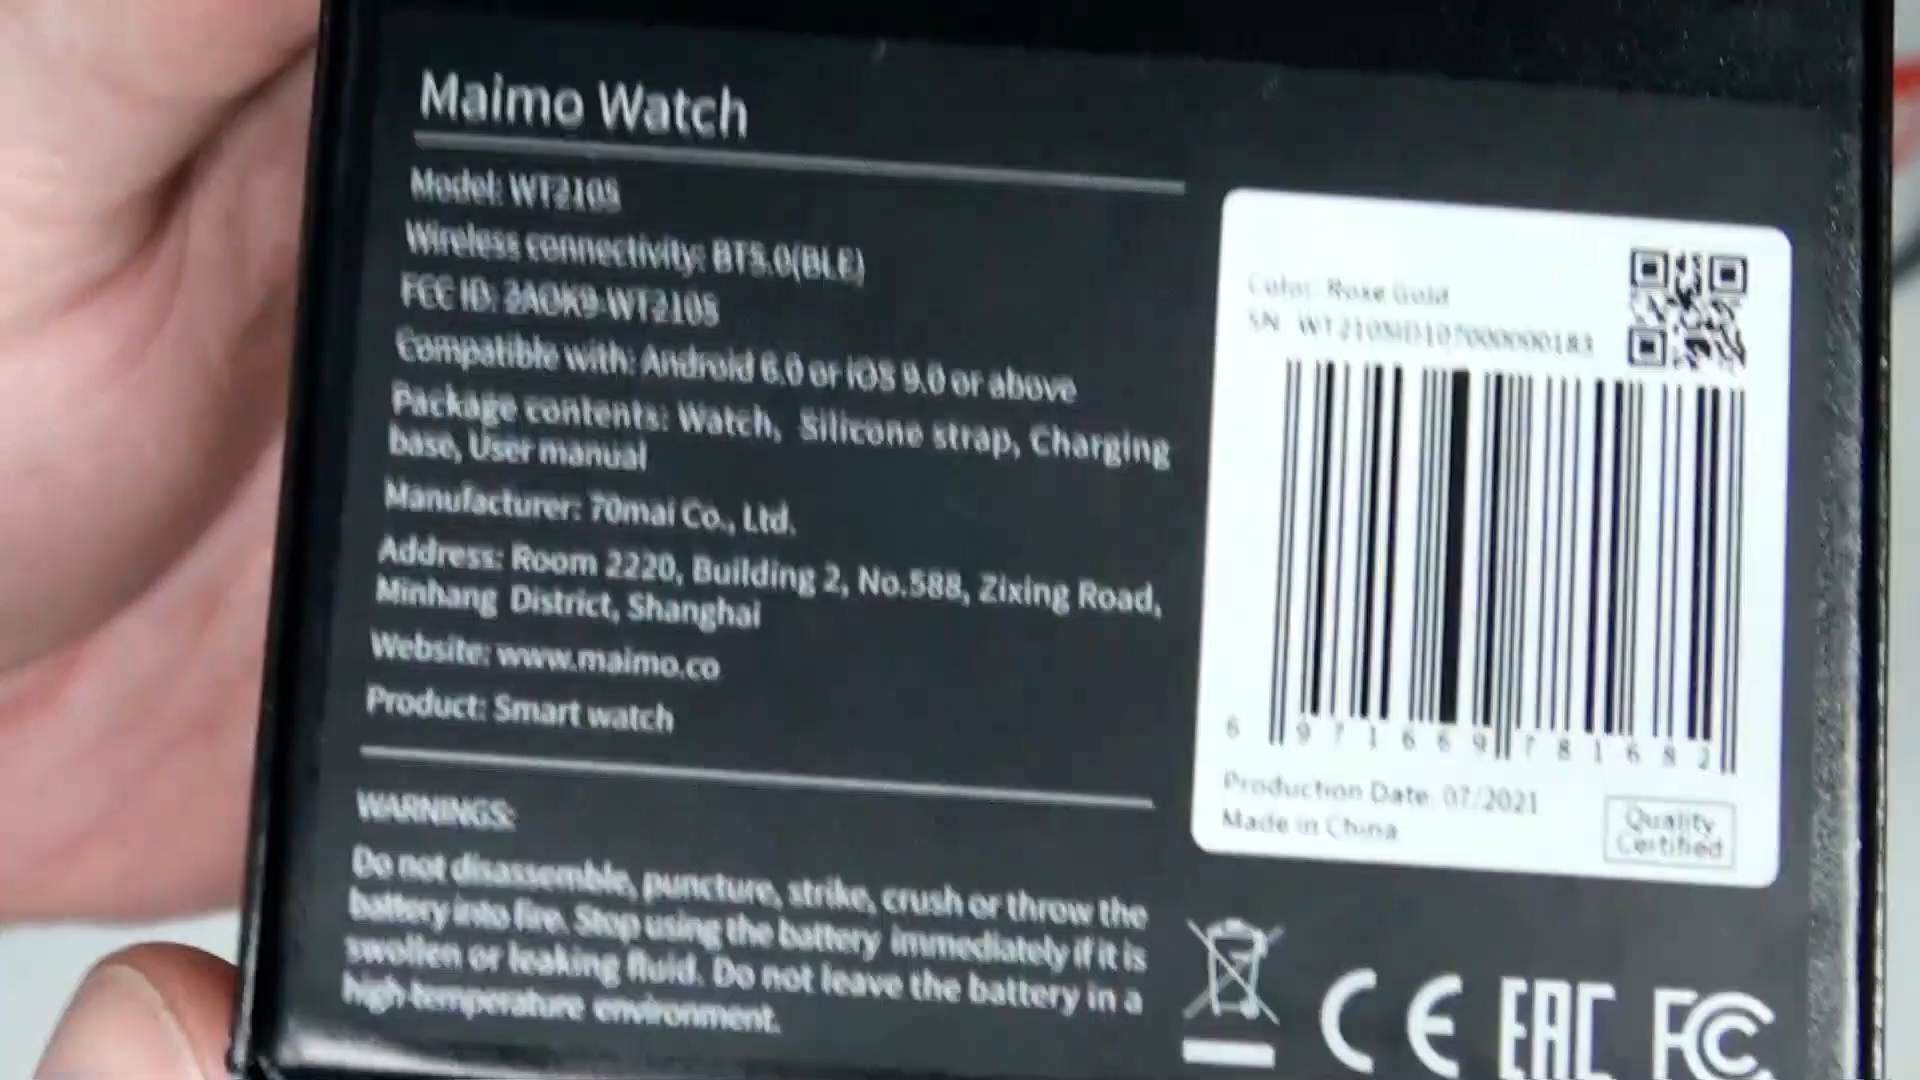 Maimo Watch
Model: WT2105
Wireless connectivity: BT5.0(BLE)
FCC ID: 2AOK9-WT2105
Compatible with: Android 6.0 or iOS 9.0 or above
Package contents: Watch, Silicone strap, Charging
base, User manual
Manufacturer: 70mai Co., Ltd.
Address: Room 2220, Building 2, No.588, Zixing Road,
Minhang District, Shanghai
Website: www.maimo.co
Product: Smart watch
WARNINGS:
Do not disassemble, puncture, strike, crush or throw the
battery into fire. Stop using the battery immediately if it is
swollen or leaking fluid. Do not leave the battery in a
high-temperature environment.
Color: Rose Gold
SN:
6 971669 781682
Production Date: 07/2021
Made in China
Quality
Certified
CE EAC FC